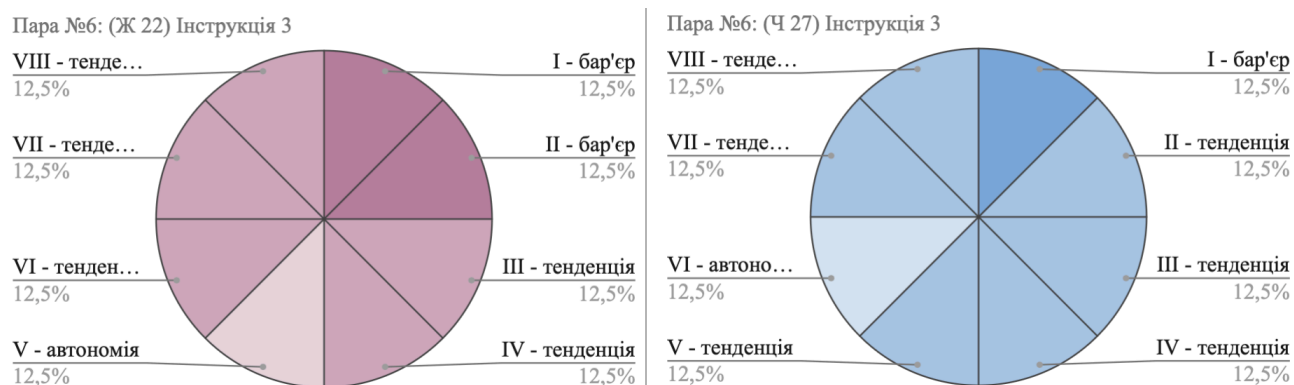 Пара №6: (Ж 22) Інструкція 3
VIII - тенде…
12,5%
I - бар'єр
12,5%
VII - тенде…
12,5%
II - бар'єр
12,5%
VI - тенден…
12,5%
III - тенденція
12,5%
V - автономія
12,5%
IV - тенденція
12,5%
Пара №6: (Ч 27) Інструкція 3
VIII - тенде…
12,5%
I - бар'єр
12,5%
VII - тенде…
12,5%
II - тенденція
12,5%
VI - автоно…
12,5%
III - тенденція
12,5%
V - тенденція
12,5%
IV - тенденція
12,5%